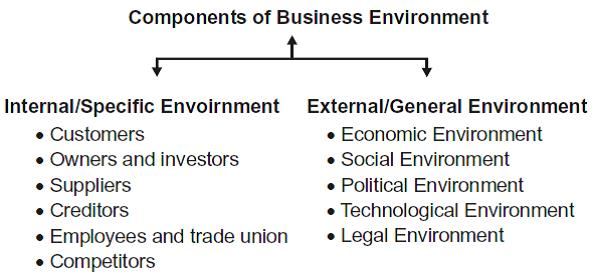 Components of Business Environment
Internal/Specific Envoirnment
• Customers
• Owners and investors
• Suppliers
• Creditors
• Employees and trade union
• Competitors
External/General Environment
• Economic Environment
• Social Environment
• Political Environment
• Technological Environment
• Legal Environment